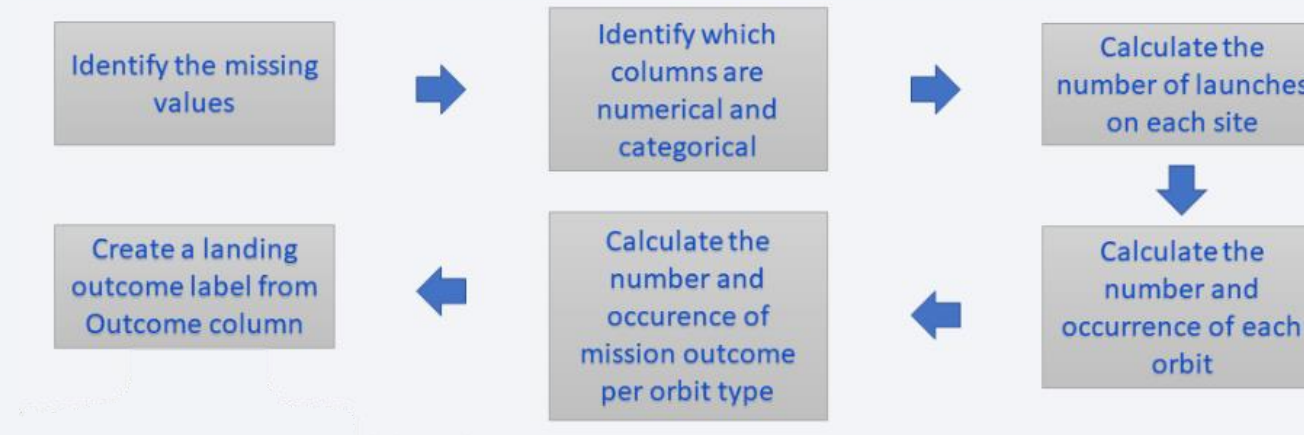 Identify the missing
values
Identify which
columns are
numerical and
categorical
Calculate the
number of launches
on each site
Calculate the
number and
occurrence of each
orbit
Calculate the
number and
occurence of
mission outcome
per orbit type
Create a landing
outcome label from
Outcome column